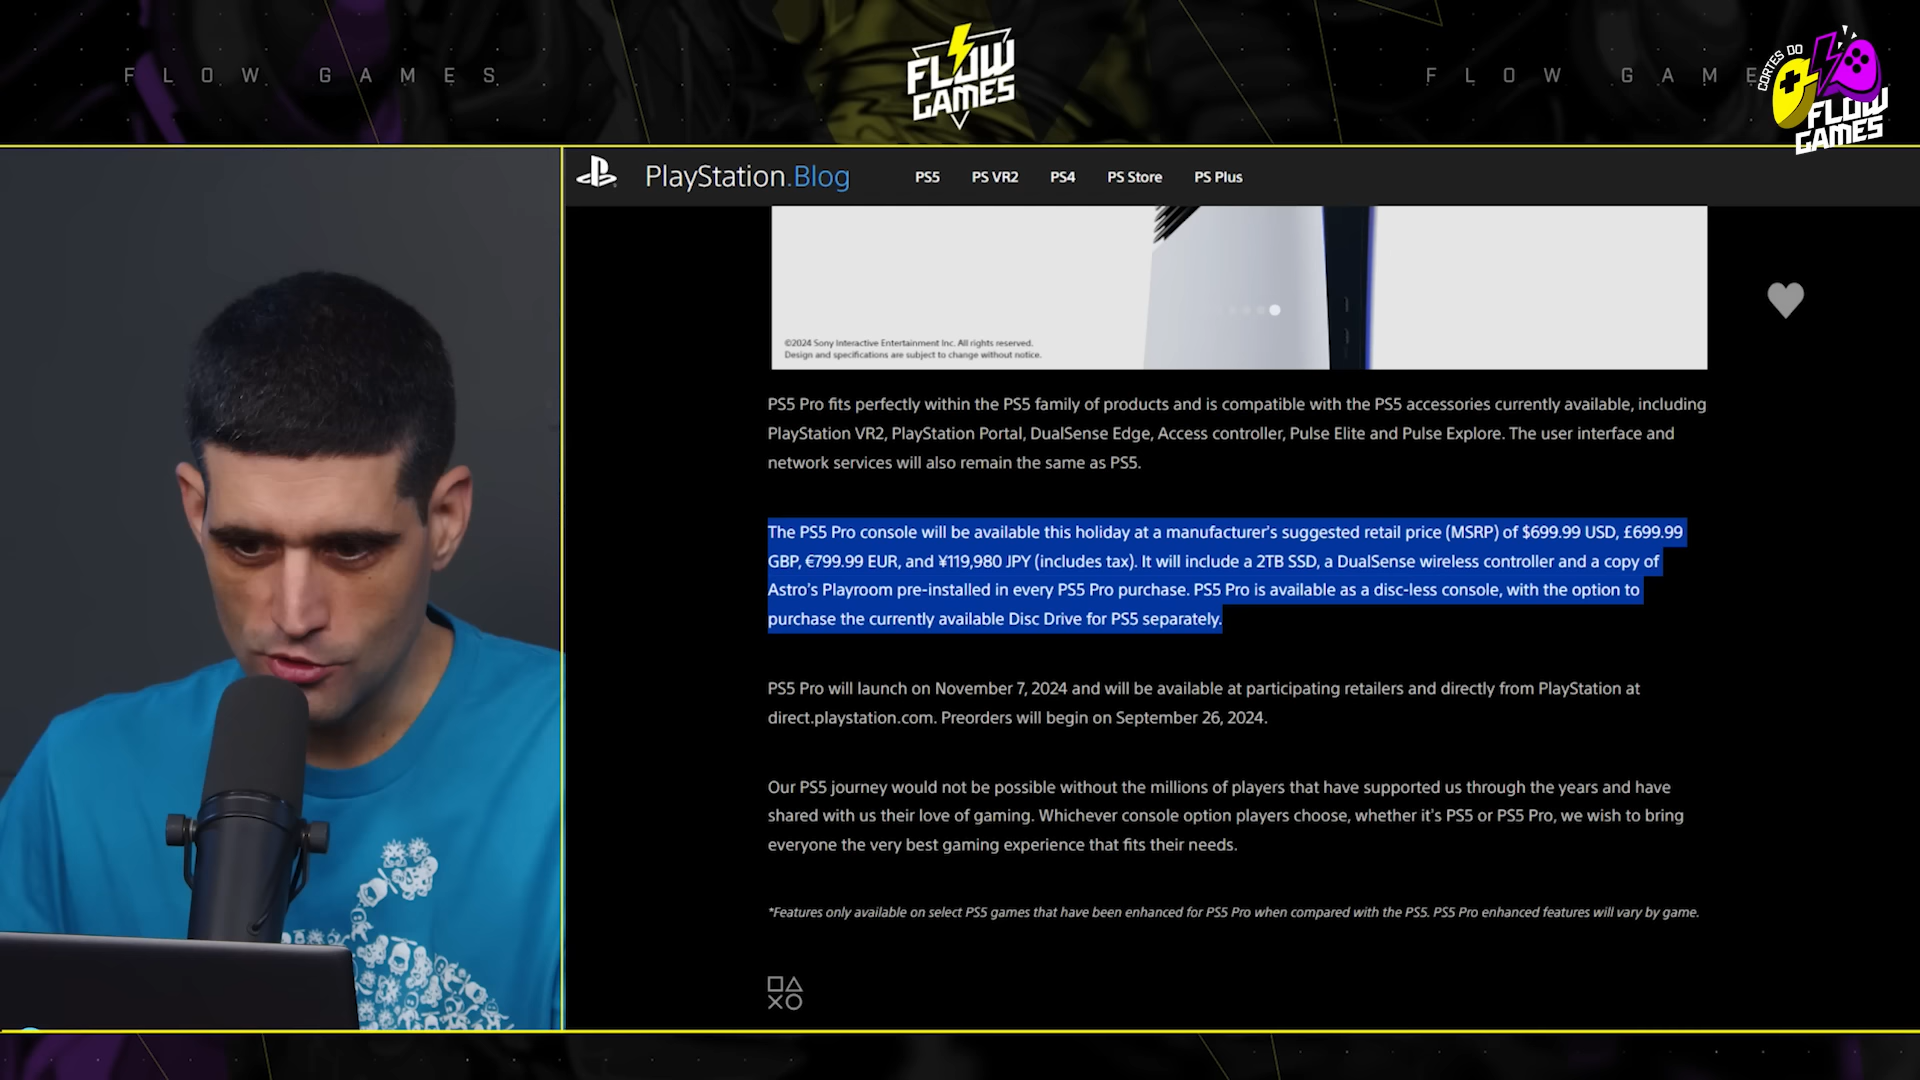 FLOW GAMES
FLOW GAMES
FLOW GAME
CORTES DO
FLOW GAMES
PlayStation.Blog
PS5 PS VR2 PS4 PS Store PS Plus
©2024 Sony Interactive Entertainment Inc. All rights reserved.
Design and specifications are subject to change without notice.
PS5 Pro fits perfectly within the PS5 family of products and is compatible with the PS5 accessories currently available, including
PlayStation VR2, PlayStation Portal, DualSense Edge, Access controller, Pulse Elite and Pulse Explore. The user interface and
network services will also remain the same as PS5.
The PS5 Pro console will be available this holiday at a manufacturer's suggested retail price (MSRP) of $699.99 USD, £699.99
GBP, €799.99 EUR, and ¥119,980 JPY (includes tax). It will include a 2TB SSD, a DualSense wireless controller and a copy of
Astro's Playroom pre-installed in every PS5 Pro purchase. PS5 Pro is available as a disc-less console, with the option to
purchase the currently available Disc Drive for PS5 separately.
PS5 Pro will launch on November 7, 2024 and will be available at participating retailers and directly from PlayStation at
direct.playstation.com. Preorders will begin on September 26, 2024.
Our PS5 journey would not be possible without the millions of players that have supported us through the years and have
shared with us their love of gaming. Whichever console option players choose, whether it's PS5 or PS5 Pro, we wish to bring
everyone the very best gaming experience that fits their needs.
*Features only available on select PS5 games that have been enhanced for PS5 Pro when compared with the PS5. PS5 Pro enhanced features will vary by game.